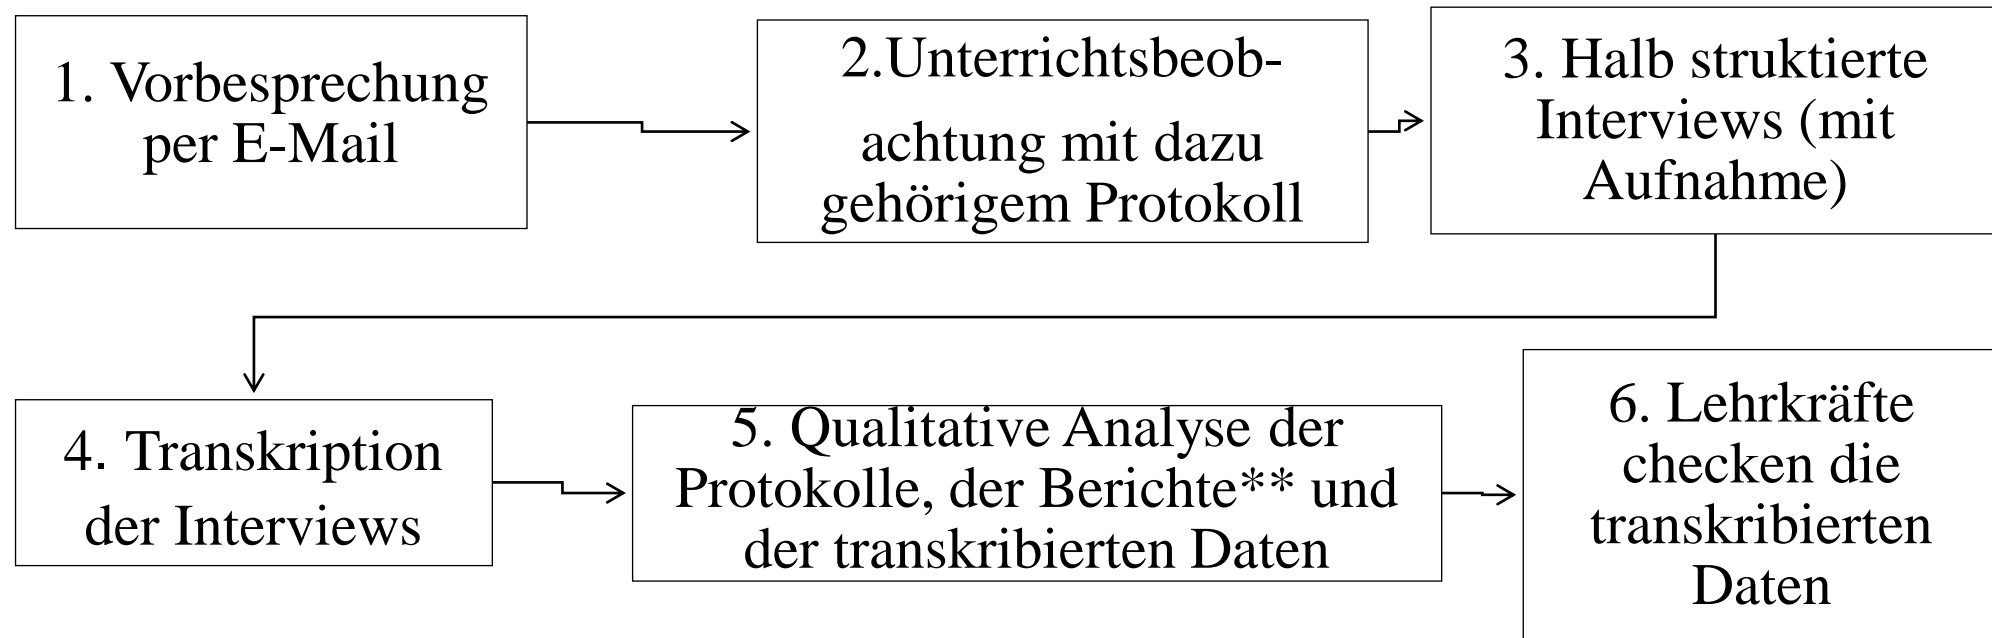 1. Vorbesprechung
per E-Mail
2.Unterrichtsbeob-
achtung mit dazu
gehörigem Protokoll
3. Halb struktierte
Interviews (mit
Aufnahme)
4. Transkription
der Interviews
5. Qualitative Analyse der
Protokolle, der Berichte** und
der transkribierten Daten
6. Lehrkräfte
checken die
transkribierten
Daten